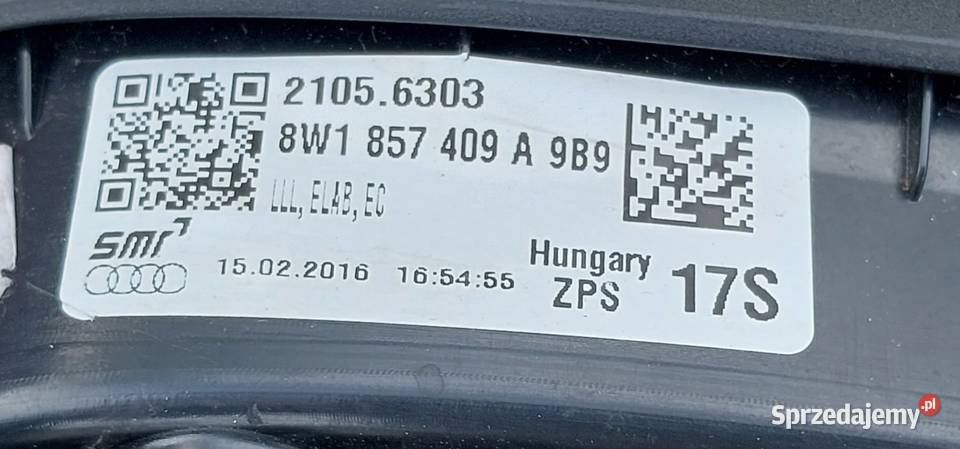 2105.6303
8W1 857 409 A 9B9
LLL, ELAB, EC
smr
15.02.2016 16:54:55
Hungary
ZPS
17S
Sprzedajemy.pl